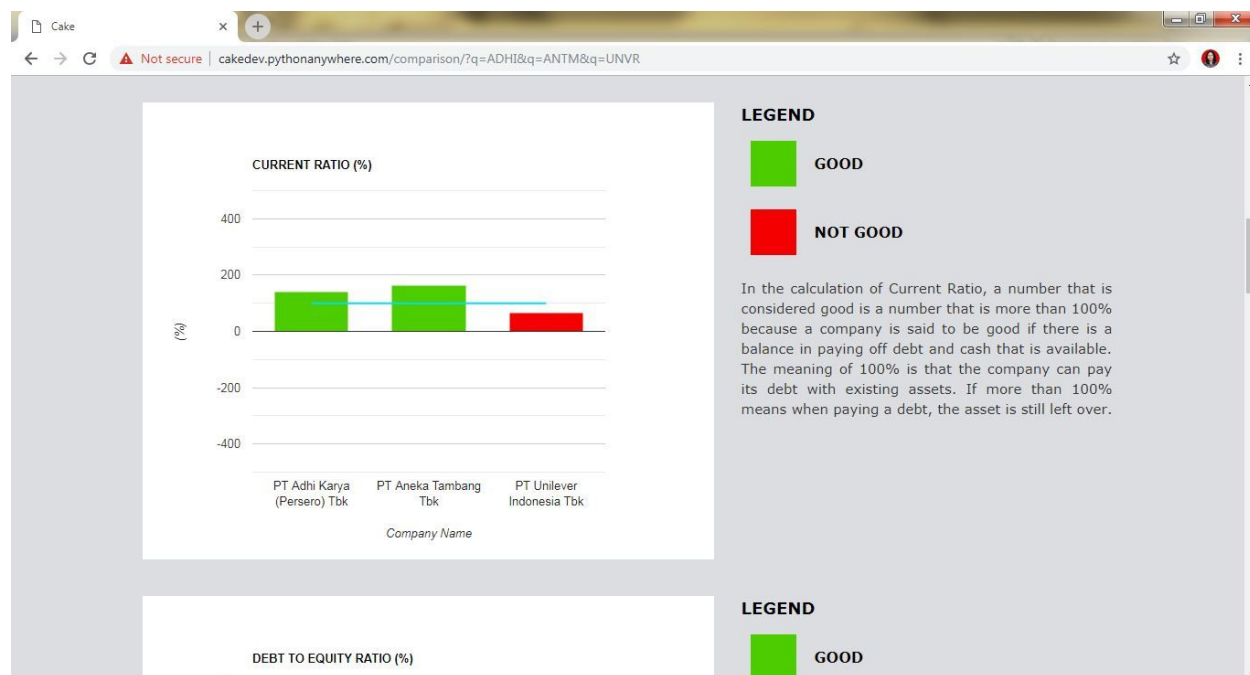 Cake
Not secure | cakedev.pythonanywhere.com/comparison/?q=ADHI&q=ANTM&q=UNVR
CURRENT RATIO (%)
400
200
0
-200
-400
(%)
PT Adhi Karya
(Persero) Tbk
PT Aneka Tambang
Tbk
PT Unilever
Indonesia Tbk
Company Name
LEGEND
GOOD
NOT GOOD
In the calculation of Current Ratio, a number that is
considered good is a number that is more than 100%
because a company is said to be good if there is a
balance in paying off debt and cash that is available.
The meaning of 100% is that the company can pay
its debt with existing assets. If more than 100%
means when paying a debt, the asset is still left over.
DEBT TO EQUITY RATIO (%)
LEGEND
GOOD